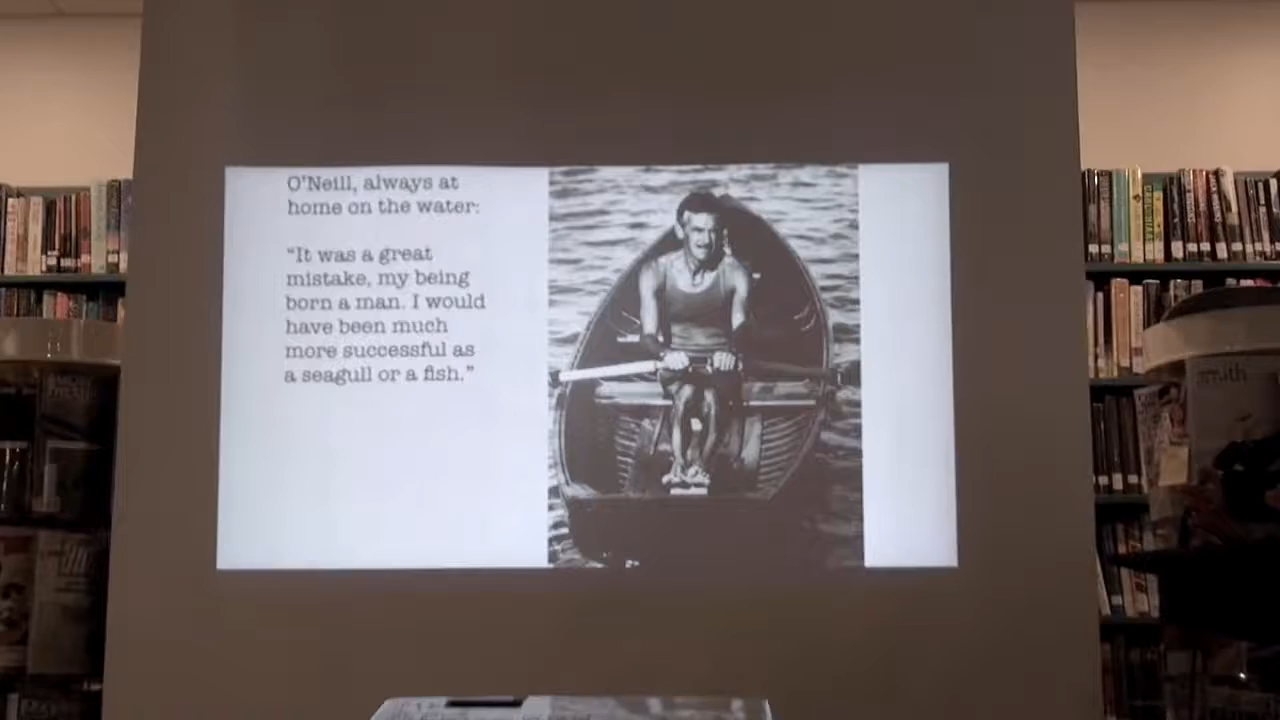 O'Neill, always at
home on the water:
“It was a great
mistake, my being
born a man. I would
have been much
more successful as
a seagull or a fish.”
smith